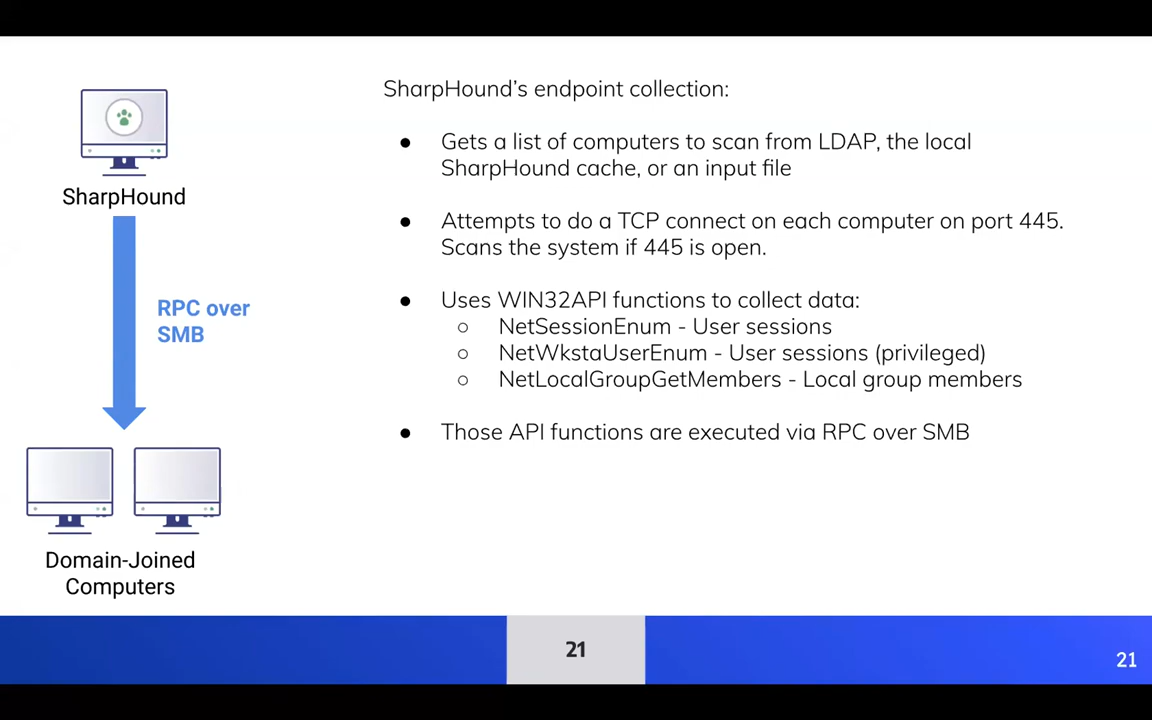 SharpHound's endpoint collection:
● Gets a list of computers to scan from LDAP, the local
SharpHound cache, or an input file
● Attempts to do a TCP connect on each computer on port 445.
Scans the system if 445 is open.
● Uses WIN32API functions to collect data:
○ NetSessionEnum - User sessions
○ NetWkstaUserEnum - User sessions (privileged)
○ NetLocalGroupGetMembers - Local group members
● Those API functions are executed via RPC over SMB
SharpHound
RPC over
SMB
Domain-Joined
Computers
21
21